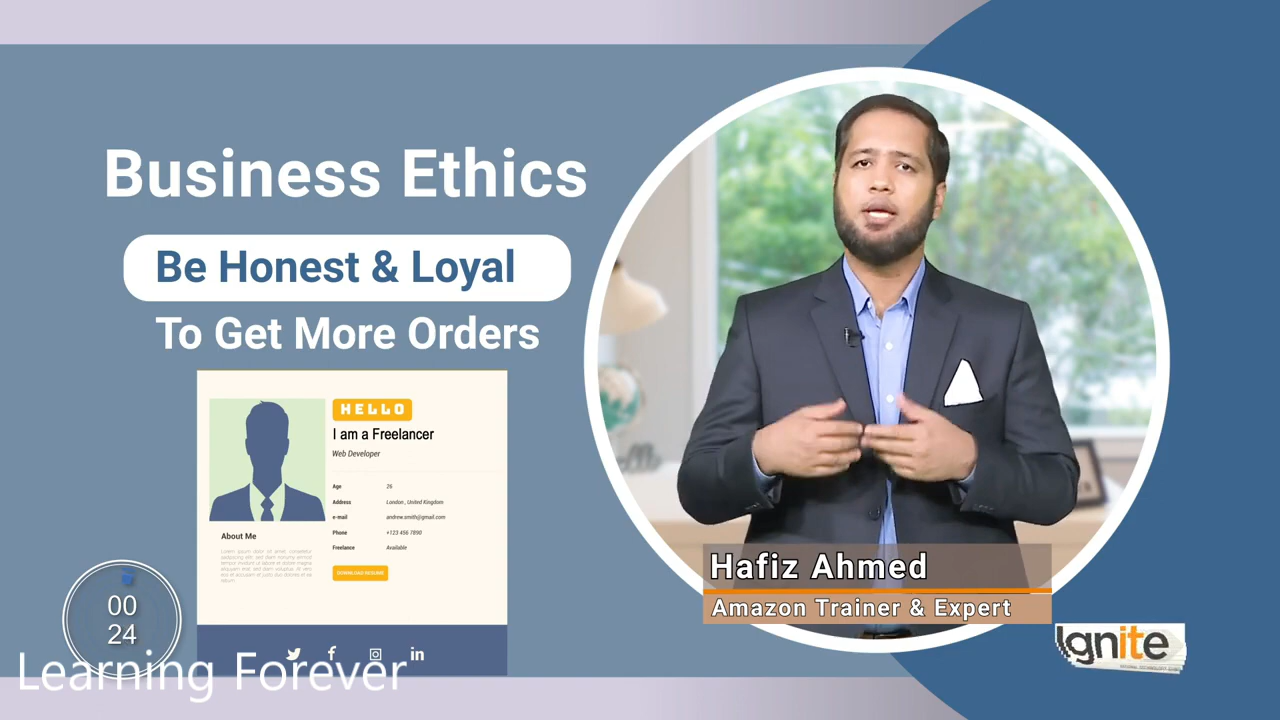 Business Ethics
Be Honest & Loyal
To Get More Orders
HELLO
I am a Freelancer
Web Developer
Age 26
Address London , United Kingdom
e-mail andrew.smith@gmail.com
Phone +123 456 7890
Freelance Available
DOWNLOAD RESUME
About Me
00
24
Learning Forever
f
in
Hafiz Ahmed
Amazon Trainer & Expert
Ignite